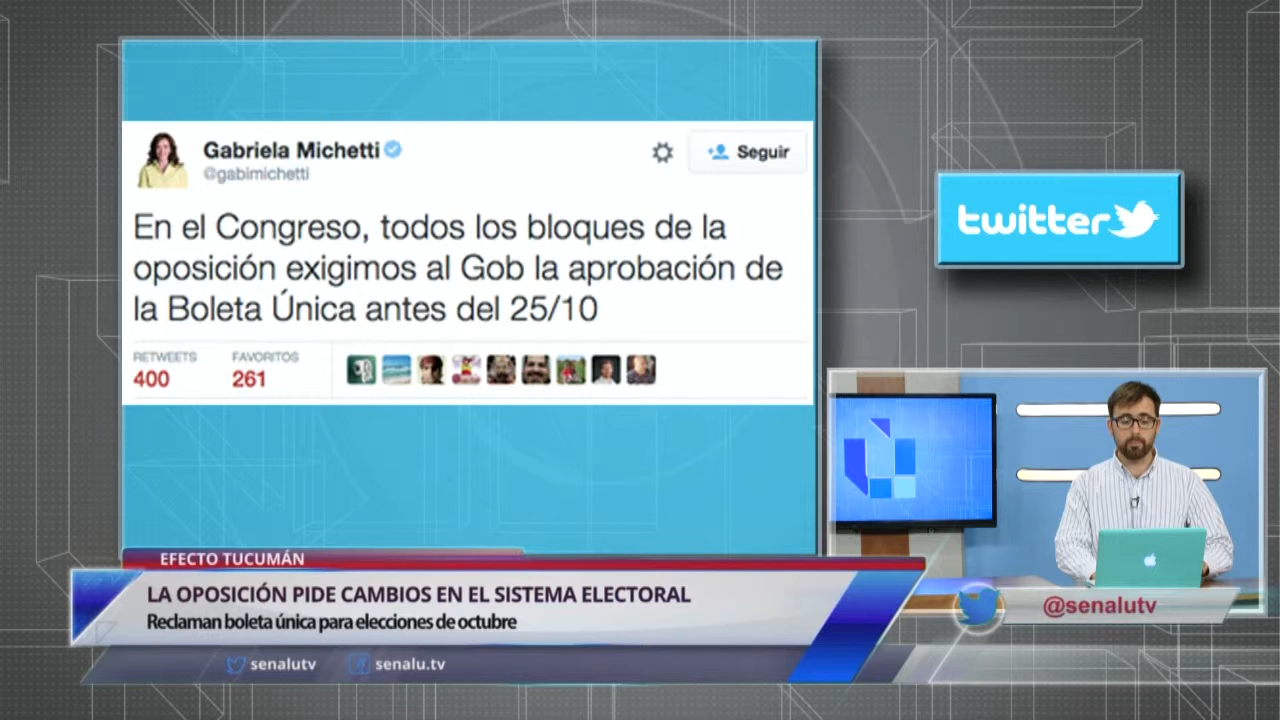 Gabriela Michetti
@gabimichetti
Seguir
En el Congreso, todos los bloques de la
oposición exigimos al Gob la aprobación de
la Boleta Única antes del 25/10
RETWEETS
FAVORITOS
400
261
twitter
EFECTO TUCUMÁN
LA OPOSICIÓN PIDE CAMBIOS EN EL SISTEMA ELECTORAL
Reclaman boleta única para elecciones de octubre
senalutv
senalu.tv
@senalutv